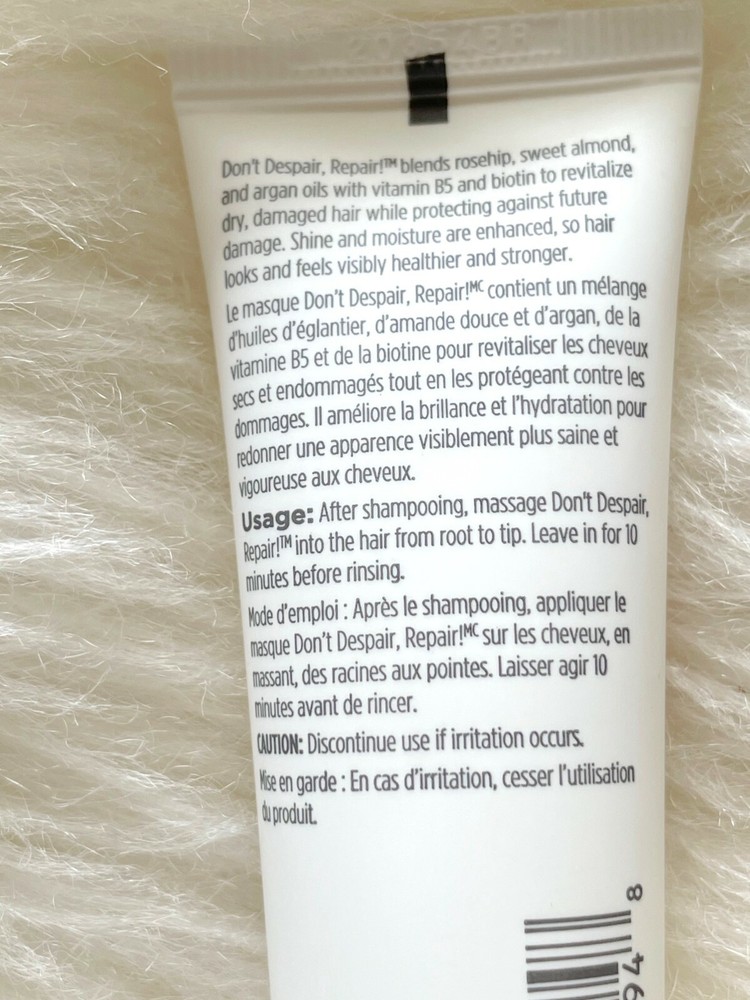 Don't Despair, Repair!™ blends rosehip, sweet almond,
and argan oils with vitamin B5 and biotin to revitalize
dry, damaged hair while protecting against future
damage. Shine and moisture are enhanced, so hair
looks and feels visibly healthier and stronger.
Le masque Don't Despair, Repair!MC contient un mélange
d'huiles d'églantier, d'amande douce et d'argan, de la
vitamine B5 et de la biotine pour revitaliser les cheveux
secs et endommagés tout en les protégeant contre les
dommages. Il améliore la brillance et l'hydratation pour
redonner une apparence visiblement plus saine et
vigoureuse aux cheveux.
Usage: After shampooing, massage Don't Despair,
Repair!™ into the hair from root to tip. Leave in for 10
minutes before rinsing.
Mode d'emploi : Après le shampooing, appliquer le
masque Don't Despair, Repair!MC sur les cheveux, en
massant, des racines aux pointes. Laisser agir 10
minutes avant de rincer.
CAUTION: Discontinue use if irritation occurs.
Mise en garde : En cas d'irritation, cesser l'utilisation
du produit.
8